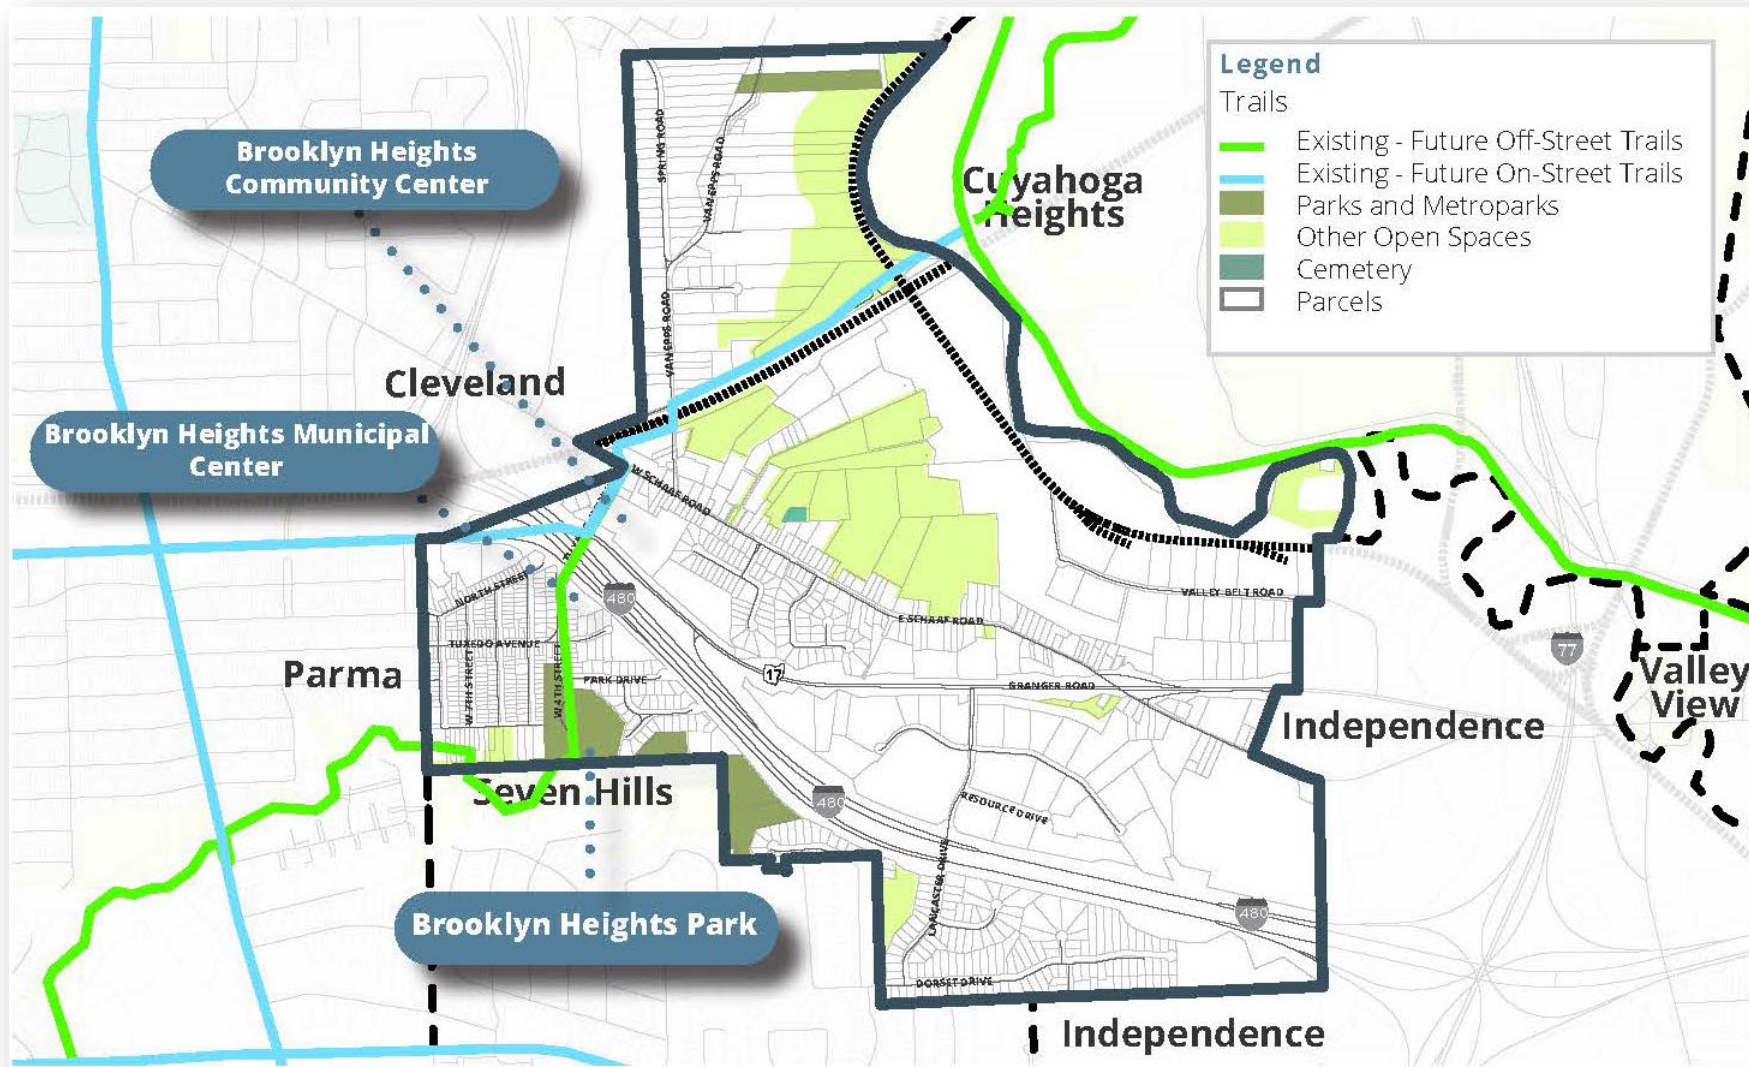 Legend
Trails
Existing - Future Off-Street Trails
Existing - Future On-Street Trails
Parks and Metroparks
Other Open Spaces
Cemetery
Parcels
Brooklyn Heights
Community Center
SPRING ROAD
VAN EPPS ROAD
Cuyahoga
Heights
VAN EPPS ROAD
Cleveland
Brooklyn Heights Municipal
Center
W SCHAAF ROAD
NORTH STREET
480
VALLEY BELT ROAD
E SCHAAF ROAD
TUXEDO AVENUE
77
Parma
W 7TH STREET
W 4TH STREET
PARK DRIVE
17
GRANGER ROAD
Valley
View
Independence
Seven Hills
480
RESOURCE DRIVE
LANCASTER DRIVE
Brooklyn Heights Park
480
DORSET DRIVE
Independence